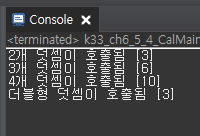 Console
<terminated> k33_ch6_5_4_CalMain
2개 덧셈이 호출됨 [3]
3개 덧셈이 호출됨 [6]
4개 덧셈이 호출됨 [10]
더블형 덧셈이 호출됨 [3]